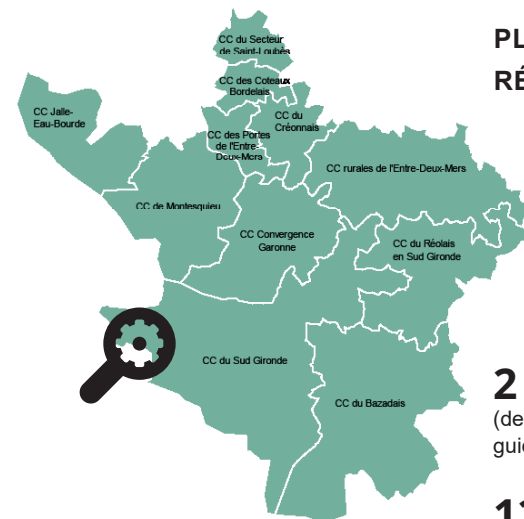 CC du Secteur
de Saint-Loubès
CC des Coteaux
Bordelais
CC Jalle-
Eau-Bourde
CC du
Créonnais
CC des Portes
de l'Entre-
Deux-Mers
CC rurales de l'Entre-Deux-Mers
CC de Montesquieu
CC Convergence
Garonne
CC du Réolais
en Sud Gironde
CC du Sud Gironde
CC du Bazadais
PL
RÉ
2
(de
guid